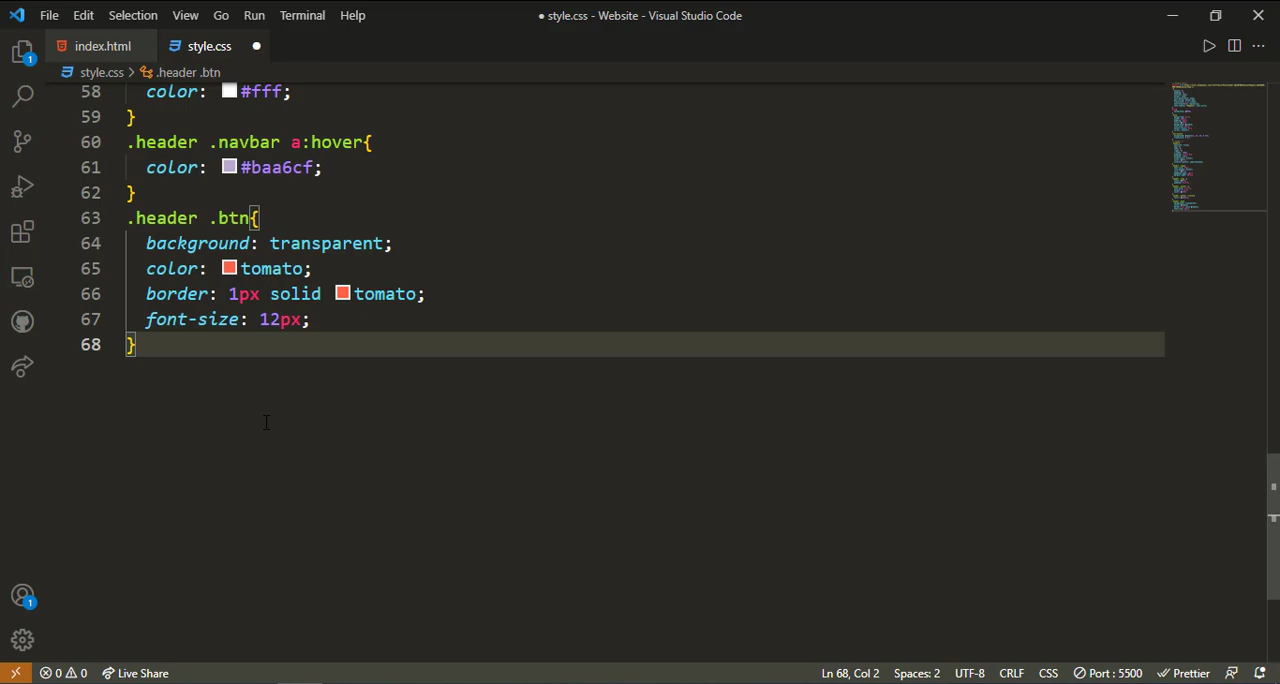 File Edit Selection View Go Run Terminal Help
● style.css - Website - Visual Studio Code
index.html
style.css ●
style.css > .header .btn
58 color: #fff;
59 }
60 .header .navbar a:hover{
61 color: #baa6cf;
62 }
63 .header .btn{
64 background: transparent;
65 color: tomato;
66 border: 1px solid tomato;
67 font-size: 12px;
68 }
1
1
0 0 Live Share Ln 68, Col 2 Spaces: 2 UTF-8 CRLF CSS Port : 5500 Prettier